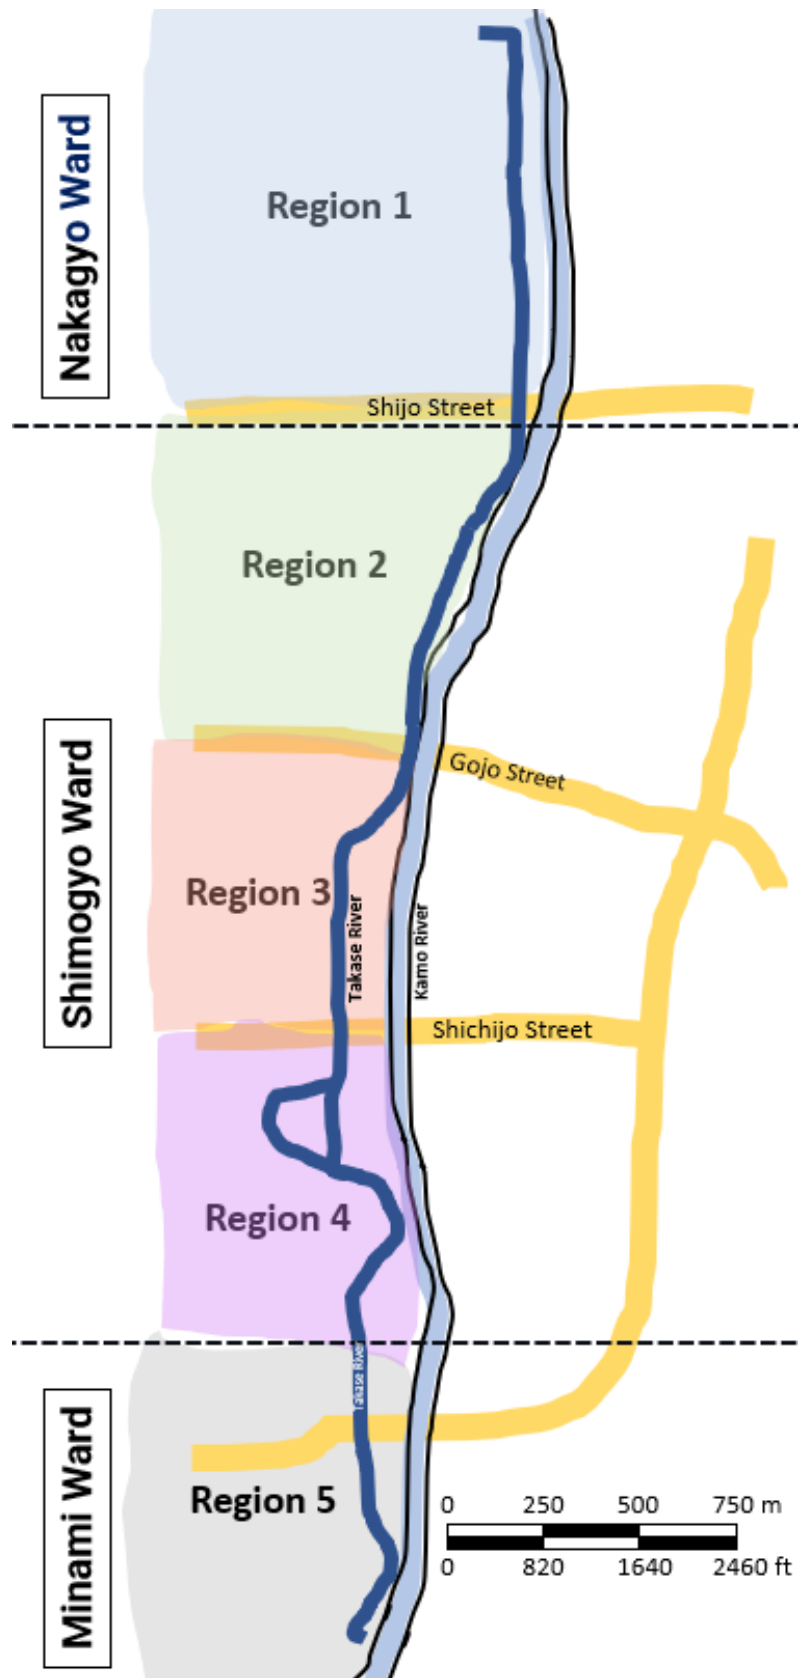 Nakagyo Ward
Region 1
Shijo Street
Region 2
Shimogyo Ward
Gojo Street
Region 3
Takase River
Kamo River
Shichijo Street
Region 4
Takase River
Minami Ward
Region 5
0 250 500 750 m
0 820 1640 2460 ft